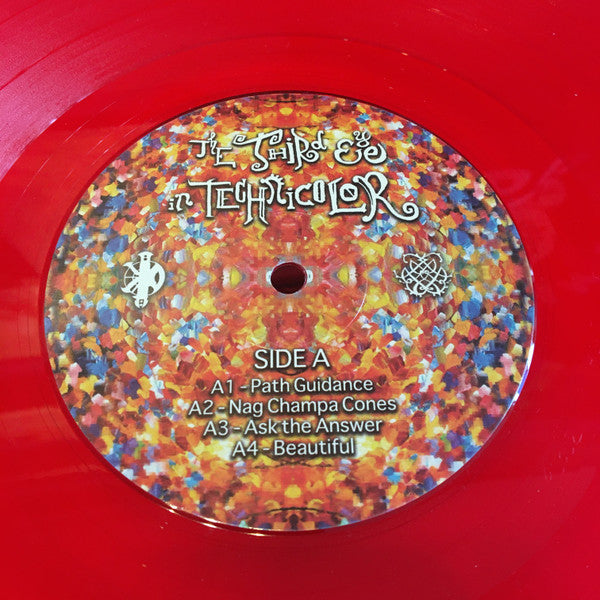 The Third Eye
in Technicolor
SIDE A
A1 - Path Guidance
A2 - Nag Champa Cones
A3 - Ask the Answer
A4 - Beautiful